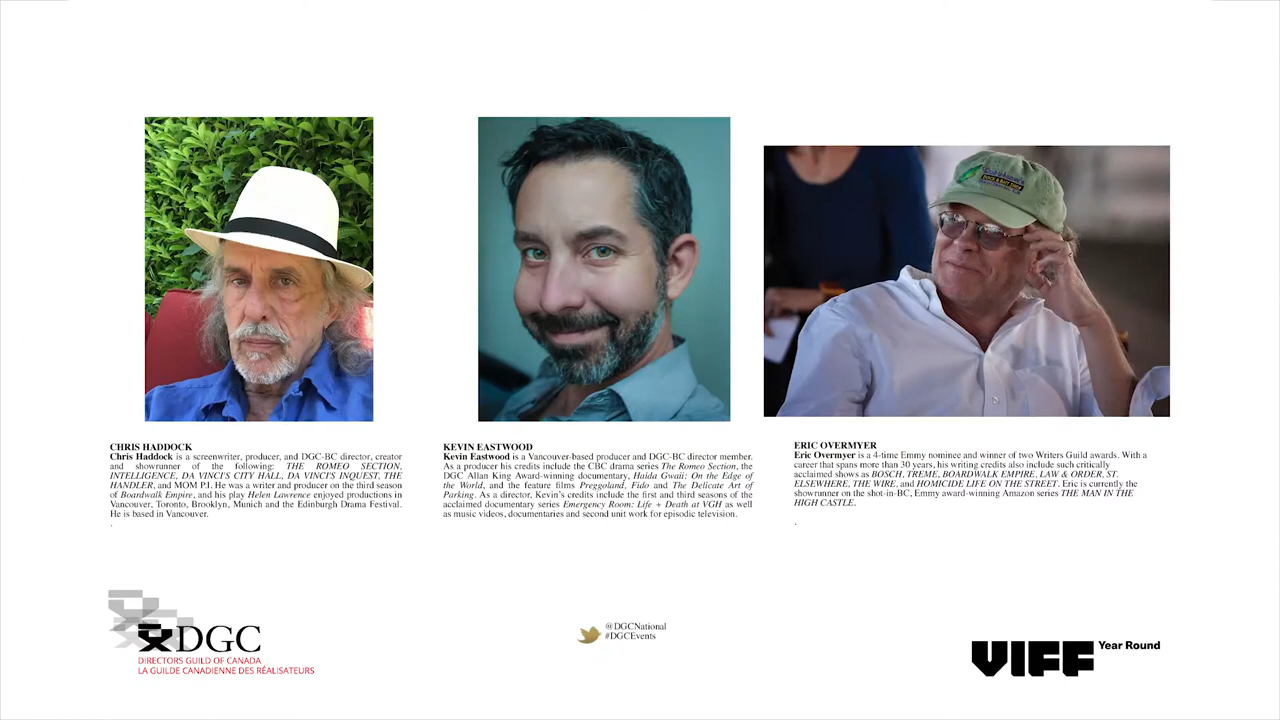 CHRIS HADDOCK
Chris Haddock is a screenwriter, producer, and DGC-BC director, creator
and showrunner of the following: THE ROMEO SECTION,
INTELLIGENCE, DA VINCI'S CITY HALL, DA VINCI'S INQUEST, THE
HANDLER, and MOM P.I. He was a writer and producer on the third season
of Boardwalk Empire, and his play Helen Lawrence enjoyed productions in
Vancouver, Toronto, Brooklyn, Munich and the Edinburgh Drama Festival.
He is based in Vancouver.
.
KEVIN EASTWOOD
Kevin Eastwood is a Vancouver-based producer and DGC-BC director member.
As a producer his credits include the CBC drama series The Romeo Section, the
DGC Allan King Award-winning documentary, Haida Gwaii: On the Edge of
the World, and the feature films Preggoland, Fido and The Delicate Art of
Parking. As a director, Kevin's credits include the first and third seasons of the
acclaimed documentary series Emergency Room: Life + Death at VGH as well
as music videos, documentaries and second unit work for episodic television.
ERIC OVERMYER
Eric Overmyer is a 4-time Emmy nominee and winner of two Writers Guild awards. With a
career that spans more than 30 years, his writing credits also include such critically
acclaimed shows as BOSCH, TREME, BOARDWALK EMPIRE, LAW & ORDER, ST.
ELSEWHERE, THE WIRE, and HOMICIDE LIFE ON THE STREET. Eric is currently the
showrunner on the shot-in-BC, Emmy award-winning Amazon series THE MAN IN THE
HIGH CASTLE.
.
DGC
DIRECTORS GUILD OF CANADA
LA GUILDE CANADIENNE DES RÉALISATEURS
@DGCNational
#DGCEvents
VIFF Year Round